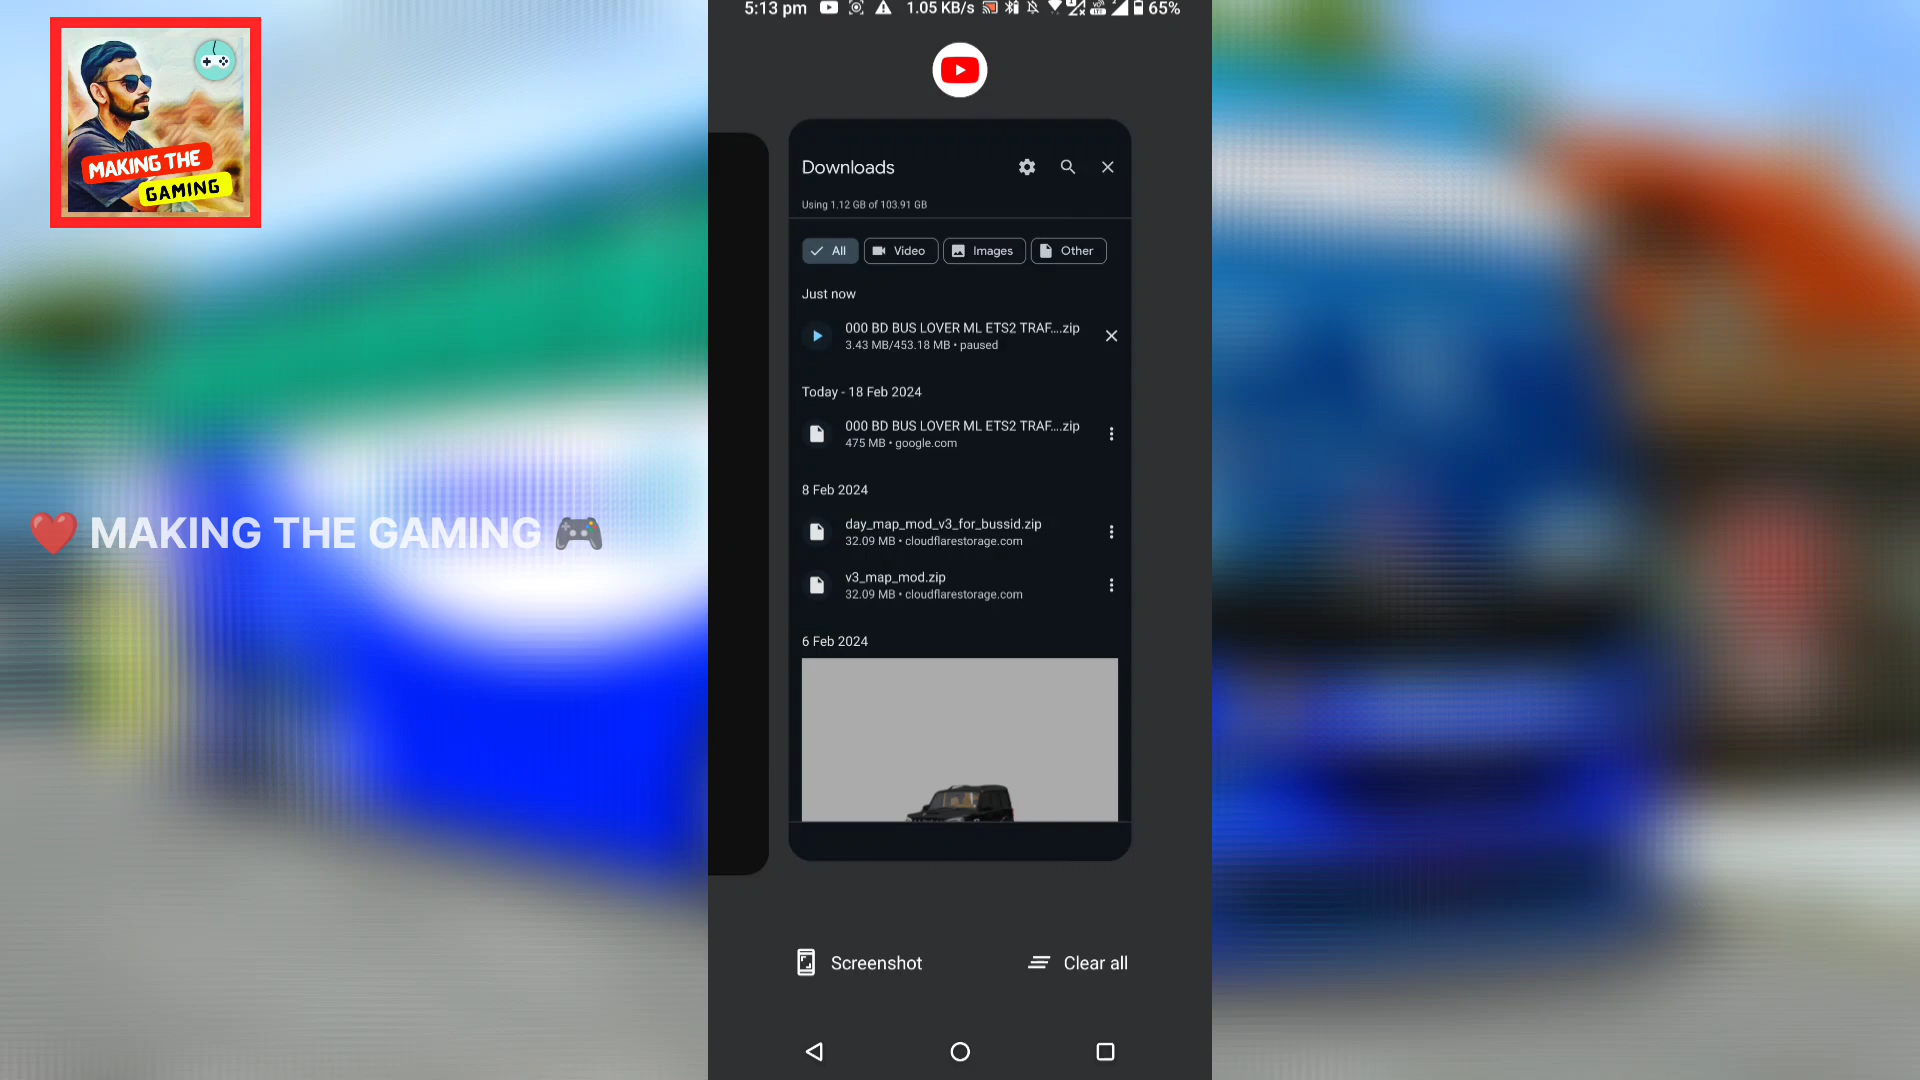 MAKING THE
GAMING
❤️ MAKING THE GAMING 🎮
5:13 pm 1.05 KB/s 65%
Downloads
Using 1.12 GB of 103.91 GB
All Video Images Other
Just now
000 BD BUS LOVER ML ETS2 TRAF....zip
3.43 MB/453.18 MB • paused
Today - 18 Feb 2024
000 BD BUS LOVER ML ETS2 TRAF....zip
475 MB • google.com
8 Feb 2024
day_map_mod_v3_for_bussid.zip
32.09 MB • cloudflarestorage.com
v3_map_mod.zip
32.09 MB • cloudflarestorage.com
6 Feb 2024
Screenshot Clear all